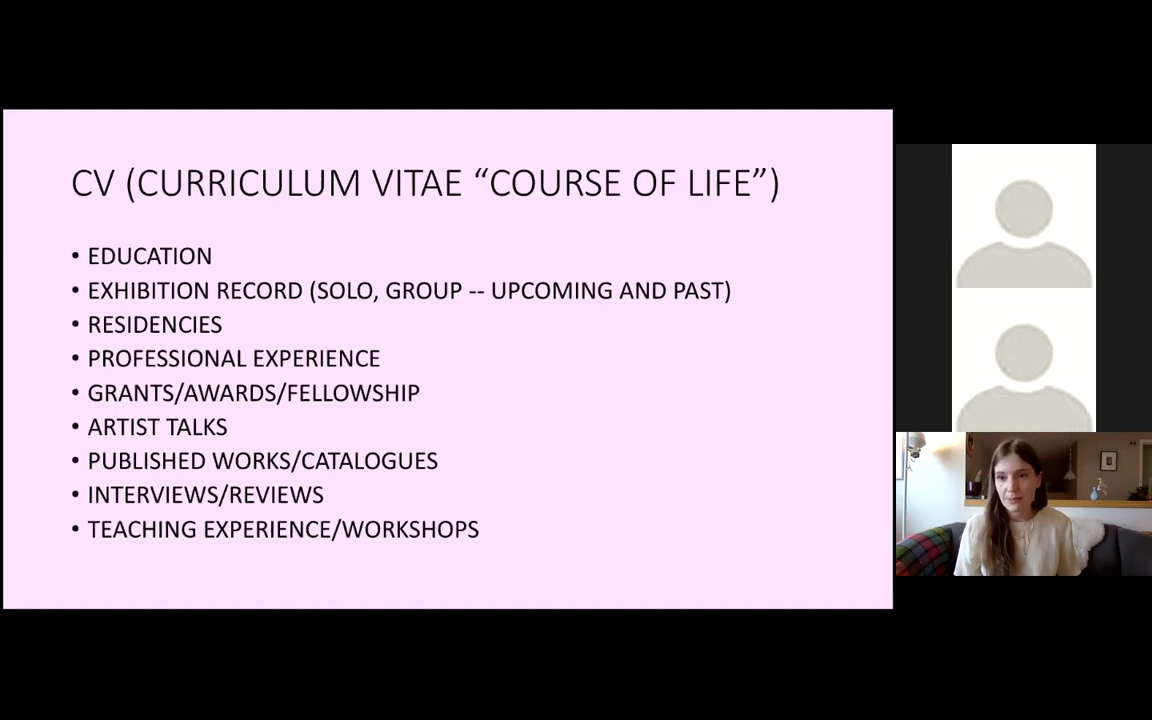 CV (CURRICULUM VITAE “COURSE OF LIFE”)
• EDUCATION
• EXHIBITION RECORD (SOLO, GROUP -- UPCOMING AND PAST)
• RESIDENCIES
• PROFESSIONAL EXPERIENCE
• GRANTS/AWARDS/FELLOWSHIP
• ARTIST TALKS
• PUBLISHED WORKS/CATALOGUES
• INTERVIEWS/REVIEWS
• TEACHING EXPERIENCE/WORKSHOPS